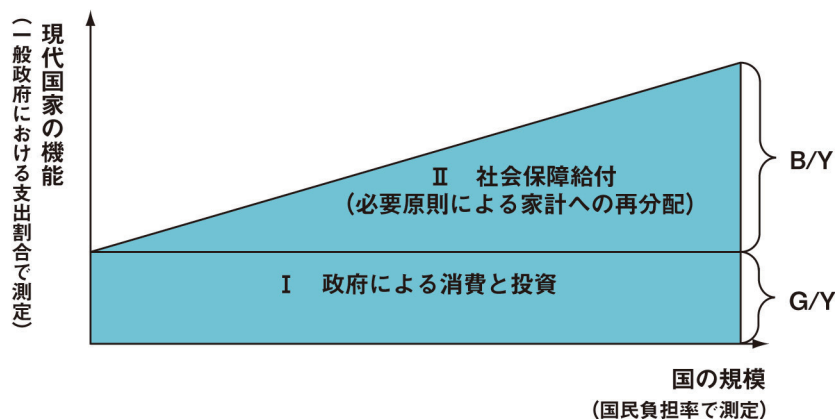 現代国家の機能
（一般政府における支出割合で測定）
Ⅱ 社会保障給付
（必要原則による家計への再分配）
B/Y
Ⅰ 政府による消費と投資
G/Y
国の規模
（国民負担率で測定）